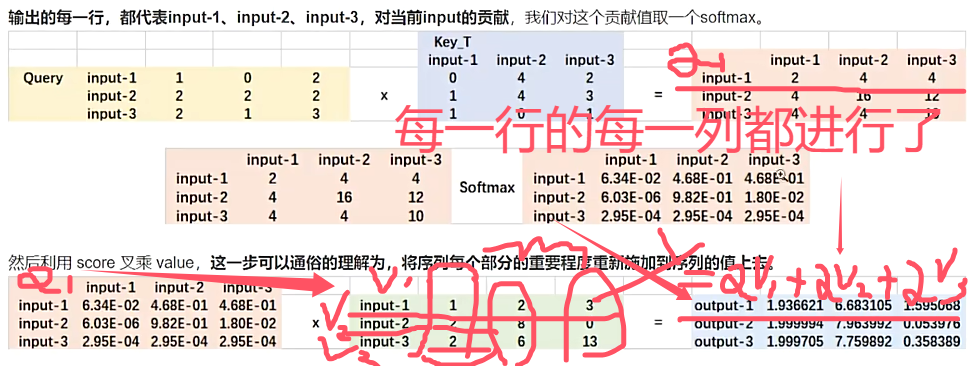 输出的每一行，都代表input-1、input-2、input-3，对当前input的贡献，我们对这个贡献值取一个softmax。
Key_T
input-1 input-2 input-3 input-1 input-2 input-3
Query input-1 1 0 2 0 4 2 input-1 2 4 4
input-2 2 2 2 x 1 4 3 = input-2 4 16 12
input-3 2 1 3 1 0 1 input-3 4 4 10
每一行的每一列都进行了
input-1 input-2 input-3 input-1 input-2 input-3
input-1 2 4 4 input-1 6.34E-02 4.68E-01 4.68E-01
input-2 4 16 12 Softmax input-2 6.03E-06 9.82E-01 1.80E-02
input-3 4 4 10 input-3 2.95E-04 2.95E-04 2.95E-04
然后利用 score 叉乘 value，这一步可以通俗的理解为，将序列每个部分的重要程度重新施加到序列的值上去。
Q1
=2V1+2V2+2V3
input-1 input-2 input-3 V1
input-1 6.34E-02 4.68E-01 4.68E-01 input-1 1 2 3 output-1 1.936621 6.683105 1.595068
input-2 6.03E-06 9.82E-01 1.80E-02 x V2 input-2 2 8 0 = output-2 1.999994 7.963992 0.053976
input-3 2.95E-04 2.95E-04 2.95E-04 input-3 2 6 13 output-3 1.999705 7.759892 0.358389